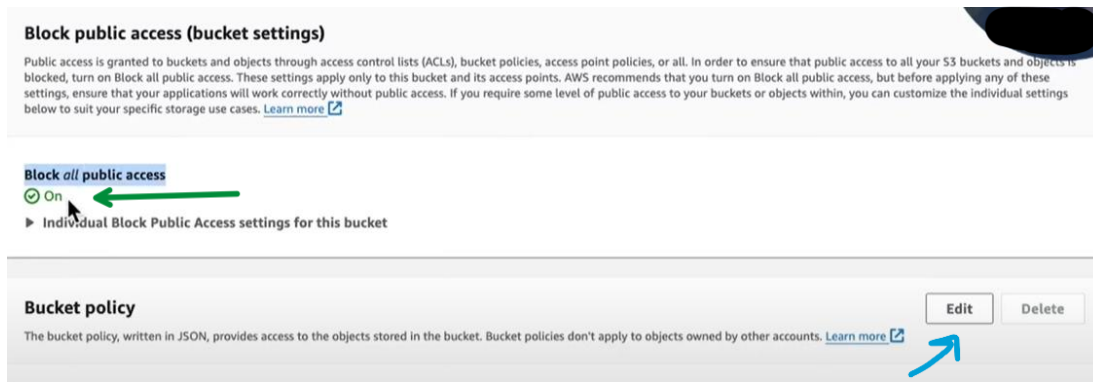 Block public access (bucket settings)
Public access is granted to buckets and objects through access control lists (ACLs), bucket policies, access point policies, or all. In order to ensure that public access to all your S3 buckets and objects is
blocked, turn on Block all public access. These settings apply only to this bucket and its access points. AWS recommends that you turn on Block all public access, but before applying any of these
settings, ensure that your applications will work correctly without public access. If you require some level of public access to your buckets or objects within, you can customize the individual settings
below to suit your specific storage use cases. Learn more
Block all public access
On
Individual Block Public Access settings for this bucket
Bucket policy
Edit
Delete
The bucket policy, written in JSON, provides access to the objects stored in the bucket. Bucket policies don't apply to objects owned by other accounts. Learn more